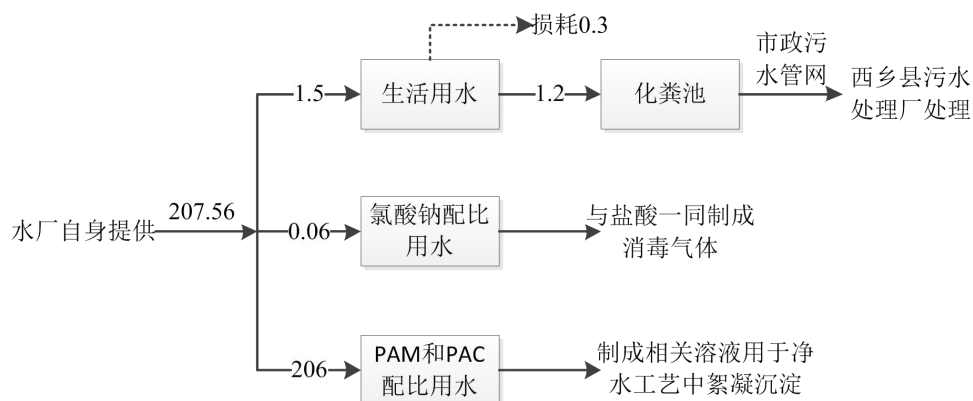 损耗0.3
1.5
生活用水
1.2
化粪池
市政污
水管网
西乡县污水
处理厂处理
水厂自身提供
207.56
0.06
氯酸钠配比
用水
与盐酸一同制成
消毒气体
206
PAM和PAC
配比用水
制成相关溶液用于净
水工艺中絮凝沉淀